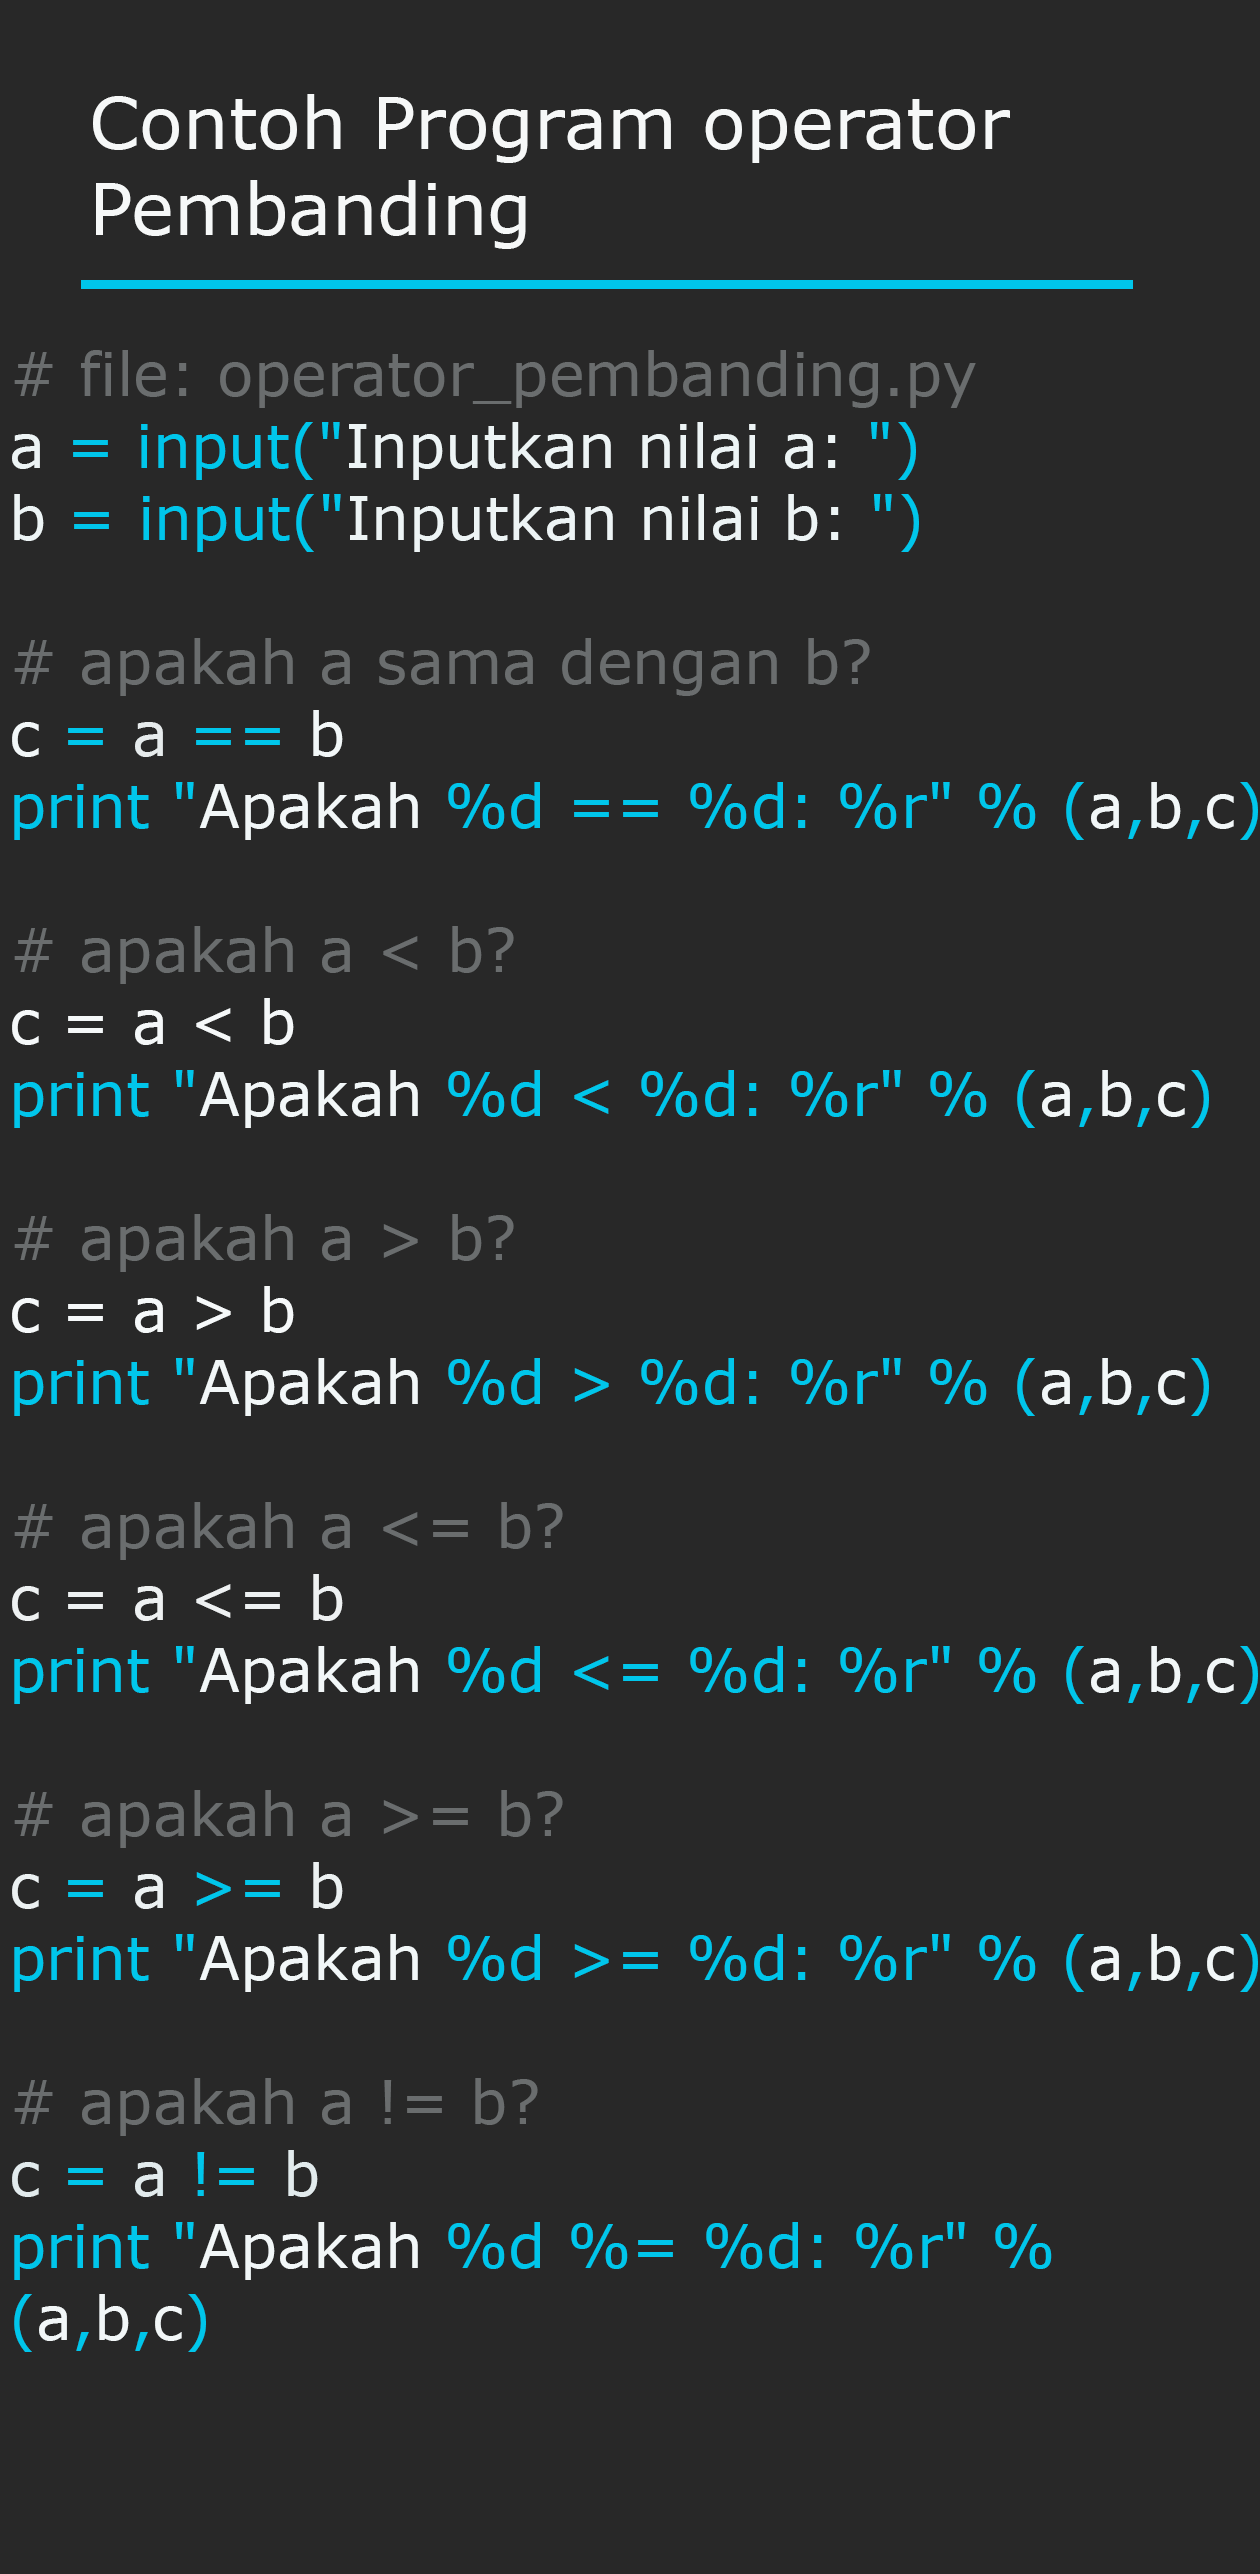 Contoh Program operator
Pembanding
# file: operator_pembanding.py
a = input("Inputkan nilai a: ")
b = input("Inputkan nilai b: ")
# apakah a sama dengan b?
c = a == b
print "Apakah %d == %d: %r" % (a,b,c)
# apakah a < b?
c = a < b
print "Apakah %d < %d: %r" % (a,b,c)
# apakah a > b?
c = a > b
print "Apakah %d > %d: %r" % (a,b,c)
# apakah a <= b?
c = a <= b
print "Apakah %d <= %d: %r" % (a,b,c)
# apakah a >= b?
c = a >= b
print "Apakah %d >= %d: %r" % (a,b,c)
# apakah a != b?
c = a != b
print "Apakah %d %= %d: %r" %
(a,b,c)